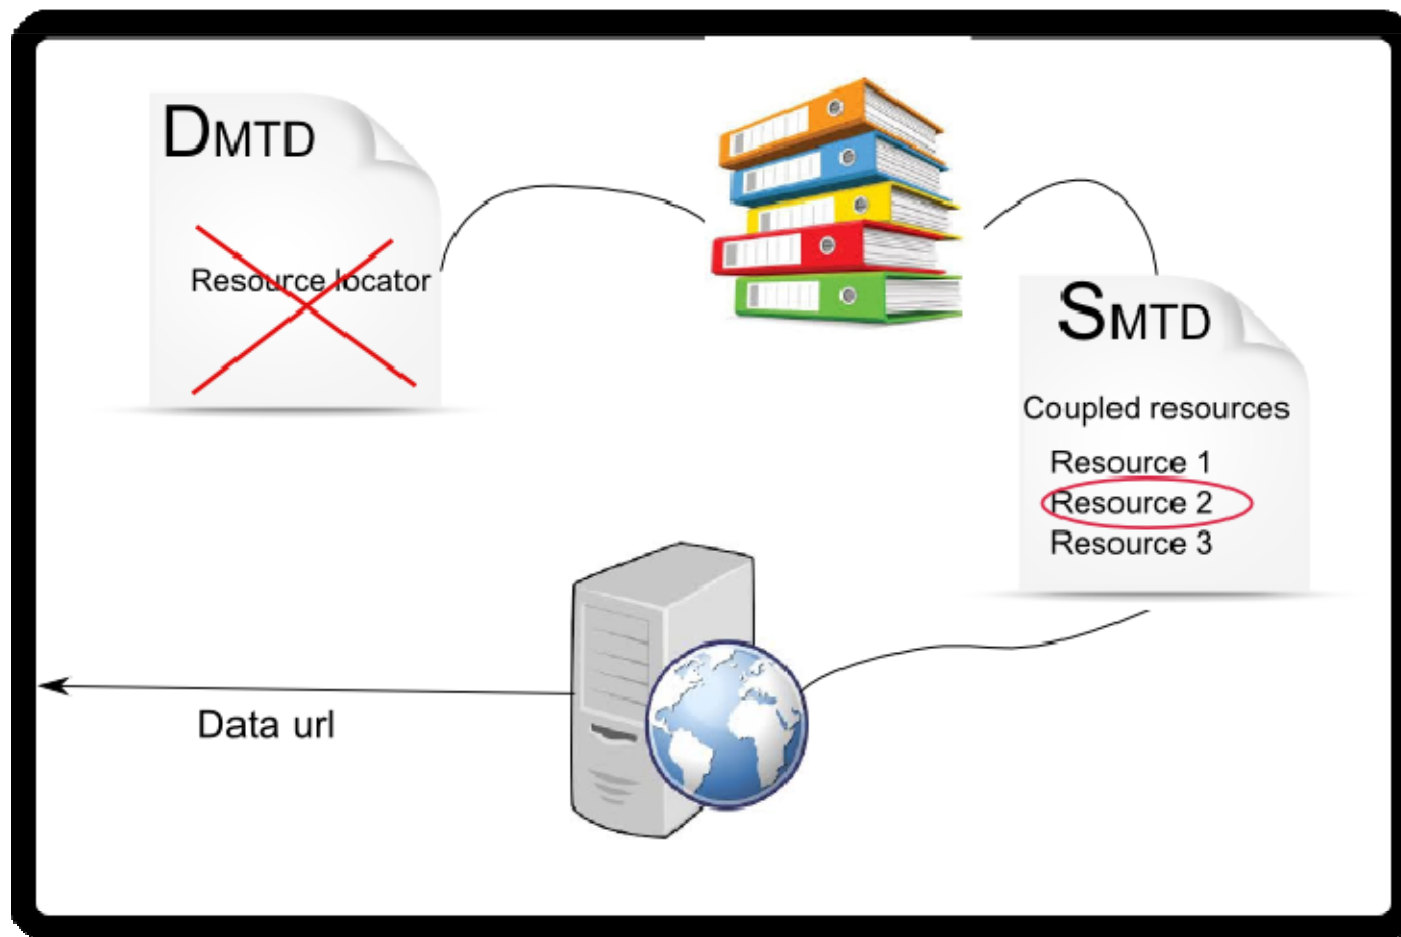 DMTD
Resource locator
SMTD
Coupled resources
Resource 1
Resource 2
Resource 3
Data url